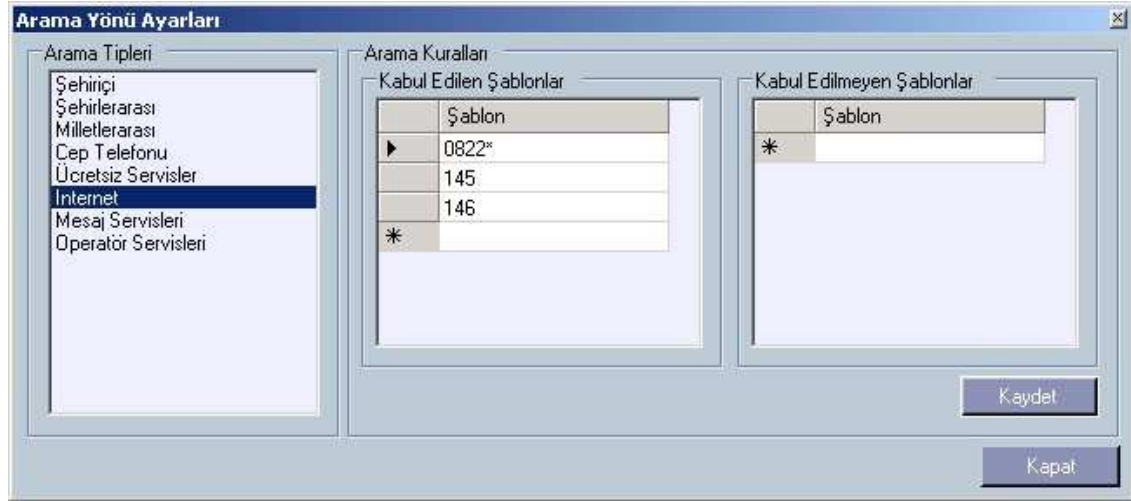 Arama Yönü Ayarları
Arama Tipleri
Şehiriçi
Şehirlerarası
Milletlerarası
Cep Telefonu
Ücretsiz Servisler
Internet
Mesaj Servisleri
Operatör Servisleri
Arama Kuralları
Kabul Edilen Şablonlar
Şablon
0822*
145
146
Kabul Edilmeyen Şablonlar
Şablon
Kaydet
Kapat